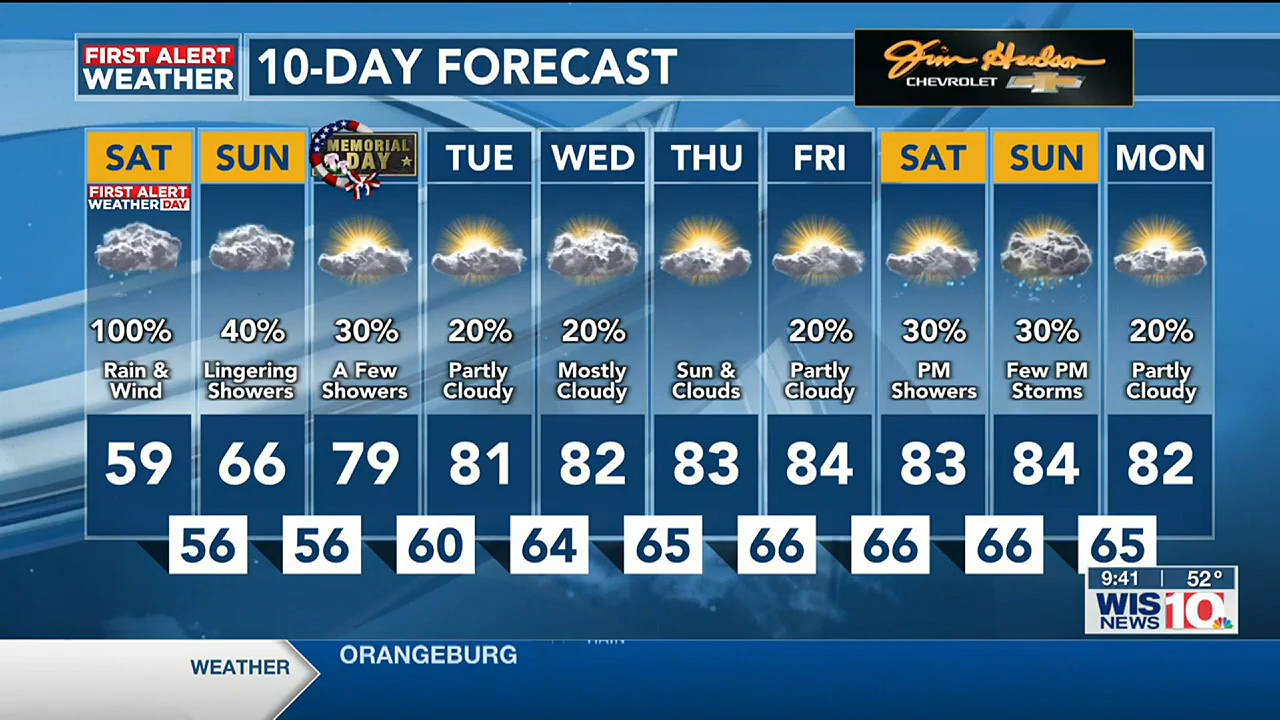 FIRST ALERT
WEATHER
10-DAY FORECAST
Jim Hudson
CHEVROLET
SAT SUN MEMORIAL DAY TUE WED THU FRI SAT SUN MON
FIRST ALERT
WEATHER DAY
100% 40% 30% 20% 20% 20% 30% 30% 20%
Rain & Lingering A Few Partly Mostly Sun & Partly PM Few PM Partly
Wind Showers Showers Cloudy Cloudy Clouds Cloudy Showers Storms Cloudy
59 66 79 81 82 83 84 83 84 82
56 56 60 64 65 66 66 66 65
9:41 | 52°
WIS 10
NEWS
WEATHER
ORANGEBURG